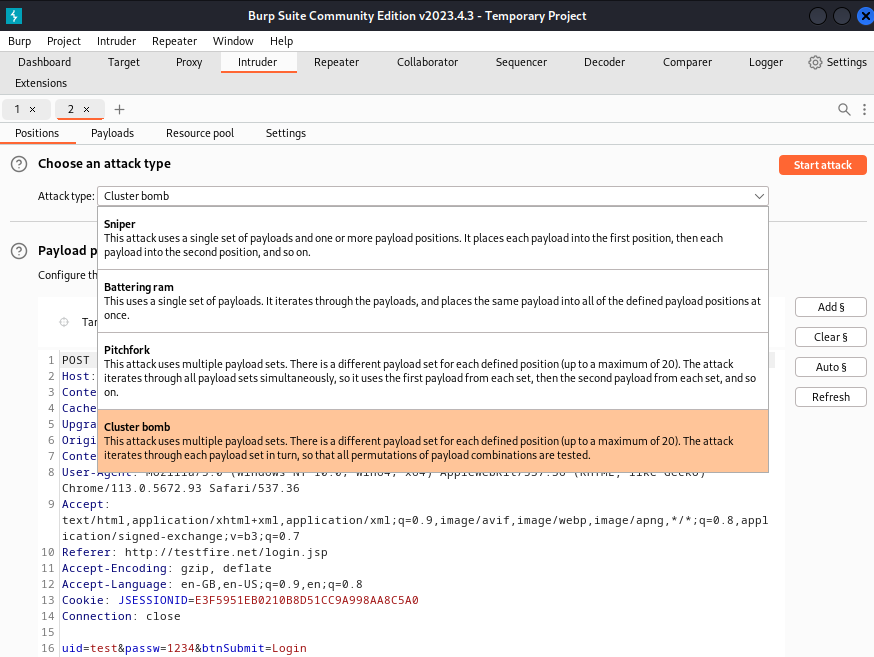 Burp Suite Community Edition v2023.4.3 - Temporary Project
Burp Project Intruder Repeater Window Help
Dashboard Target Proxy Intruder Repeater Collaborator Sequencer Decoder Comparer Logger Settings
Extensions
1 × 2 × +
Positions Payloads Resource pool Settings
? Choose an attack type
Start attack
Attack type: Cluster bomb
Sniper
This attack uses a single set of payloads and one or more payload positions. It places each payload into the first position, then each
payload into the second position, and so on.
? Payload p
Configure th
Battering ram
This uses a single set of payloads. It iterates through the payloads, and places the same payload into all of the defined payload positions at
once.
Add §
Tar
Clear §
Pitchfork
This attack uses multiple payload sets. There is a different payload set for each defined position (up to a maximum of 20). The attack
iterates through all payload sets simultaneously, so it uses the first payload from each set, then the second payload from each set, and so
on.
Auto §
Refresh
Cluster bomb
This attack uses multiple payload sets. There is a different payload set for each defined position (up to a maximum of 20). The attack
iterates through each payload set in turn, so that all permutations of payload combinations are tested.
1 POST
2 Host:
3 Conte
4 Cache
5 Upgra
6 Origi
7 Conte
8 User-Agent: Mozilla/5.0 (Windows NT 10.0; Win64; x64) AppleWebKit/537.36 (KHTML, like Gecko)
Chrome/113.0.5672.93 Safari/537.36
9 Accept:
text/html,application/xhtml+xml,application/xml;q=0.9,image/avif,image/webp,image/apng,*/*;q=0.8,appl
ication/signed-exchange;v=b3;q=0.7
10 Referer: http://testfire.net/login.jsp
11 Accept-Encoding: gzip, deflate
12 Accept-Language: en-GB,en-US;q=0.9,en;q=0.8
13 Cookie: JSESSIONID=E3F5951EB0210B8D51CC9A998AA8C5A0
14 Connection: close
15
16 uid=test&passw=1234&btnSubmit=Login